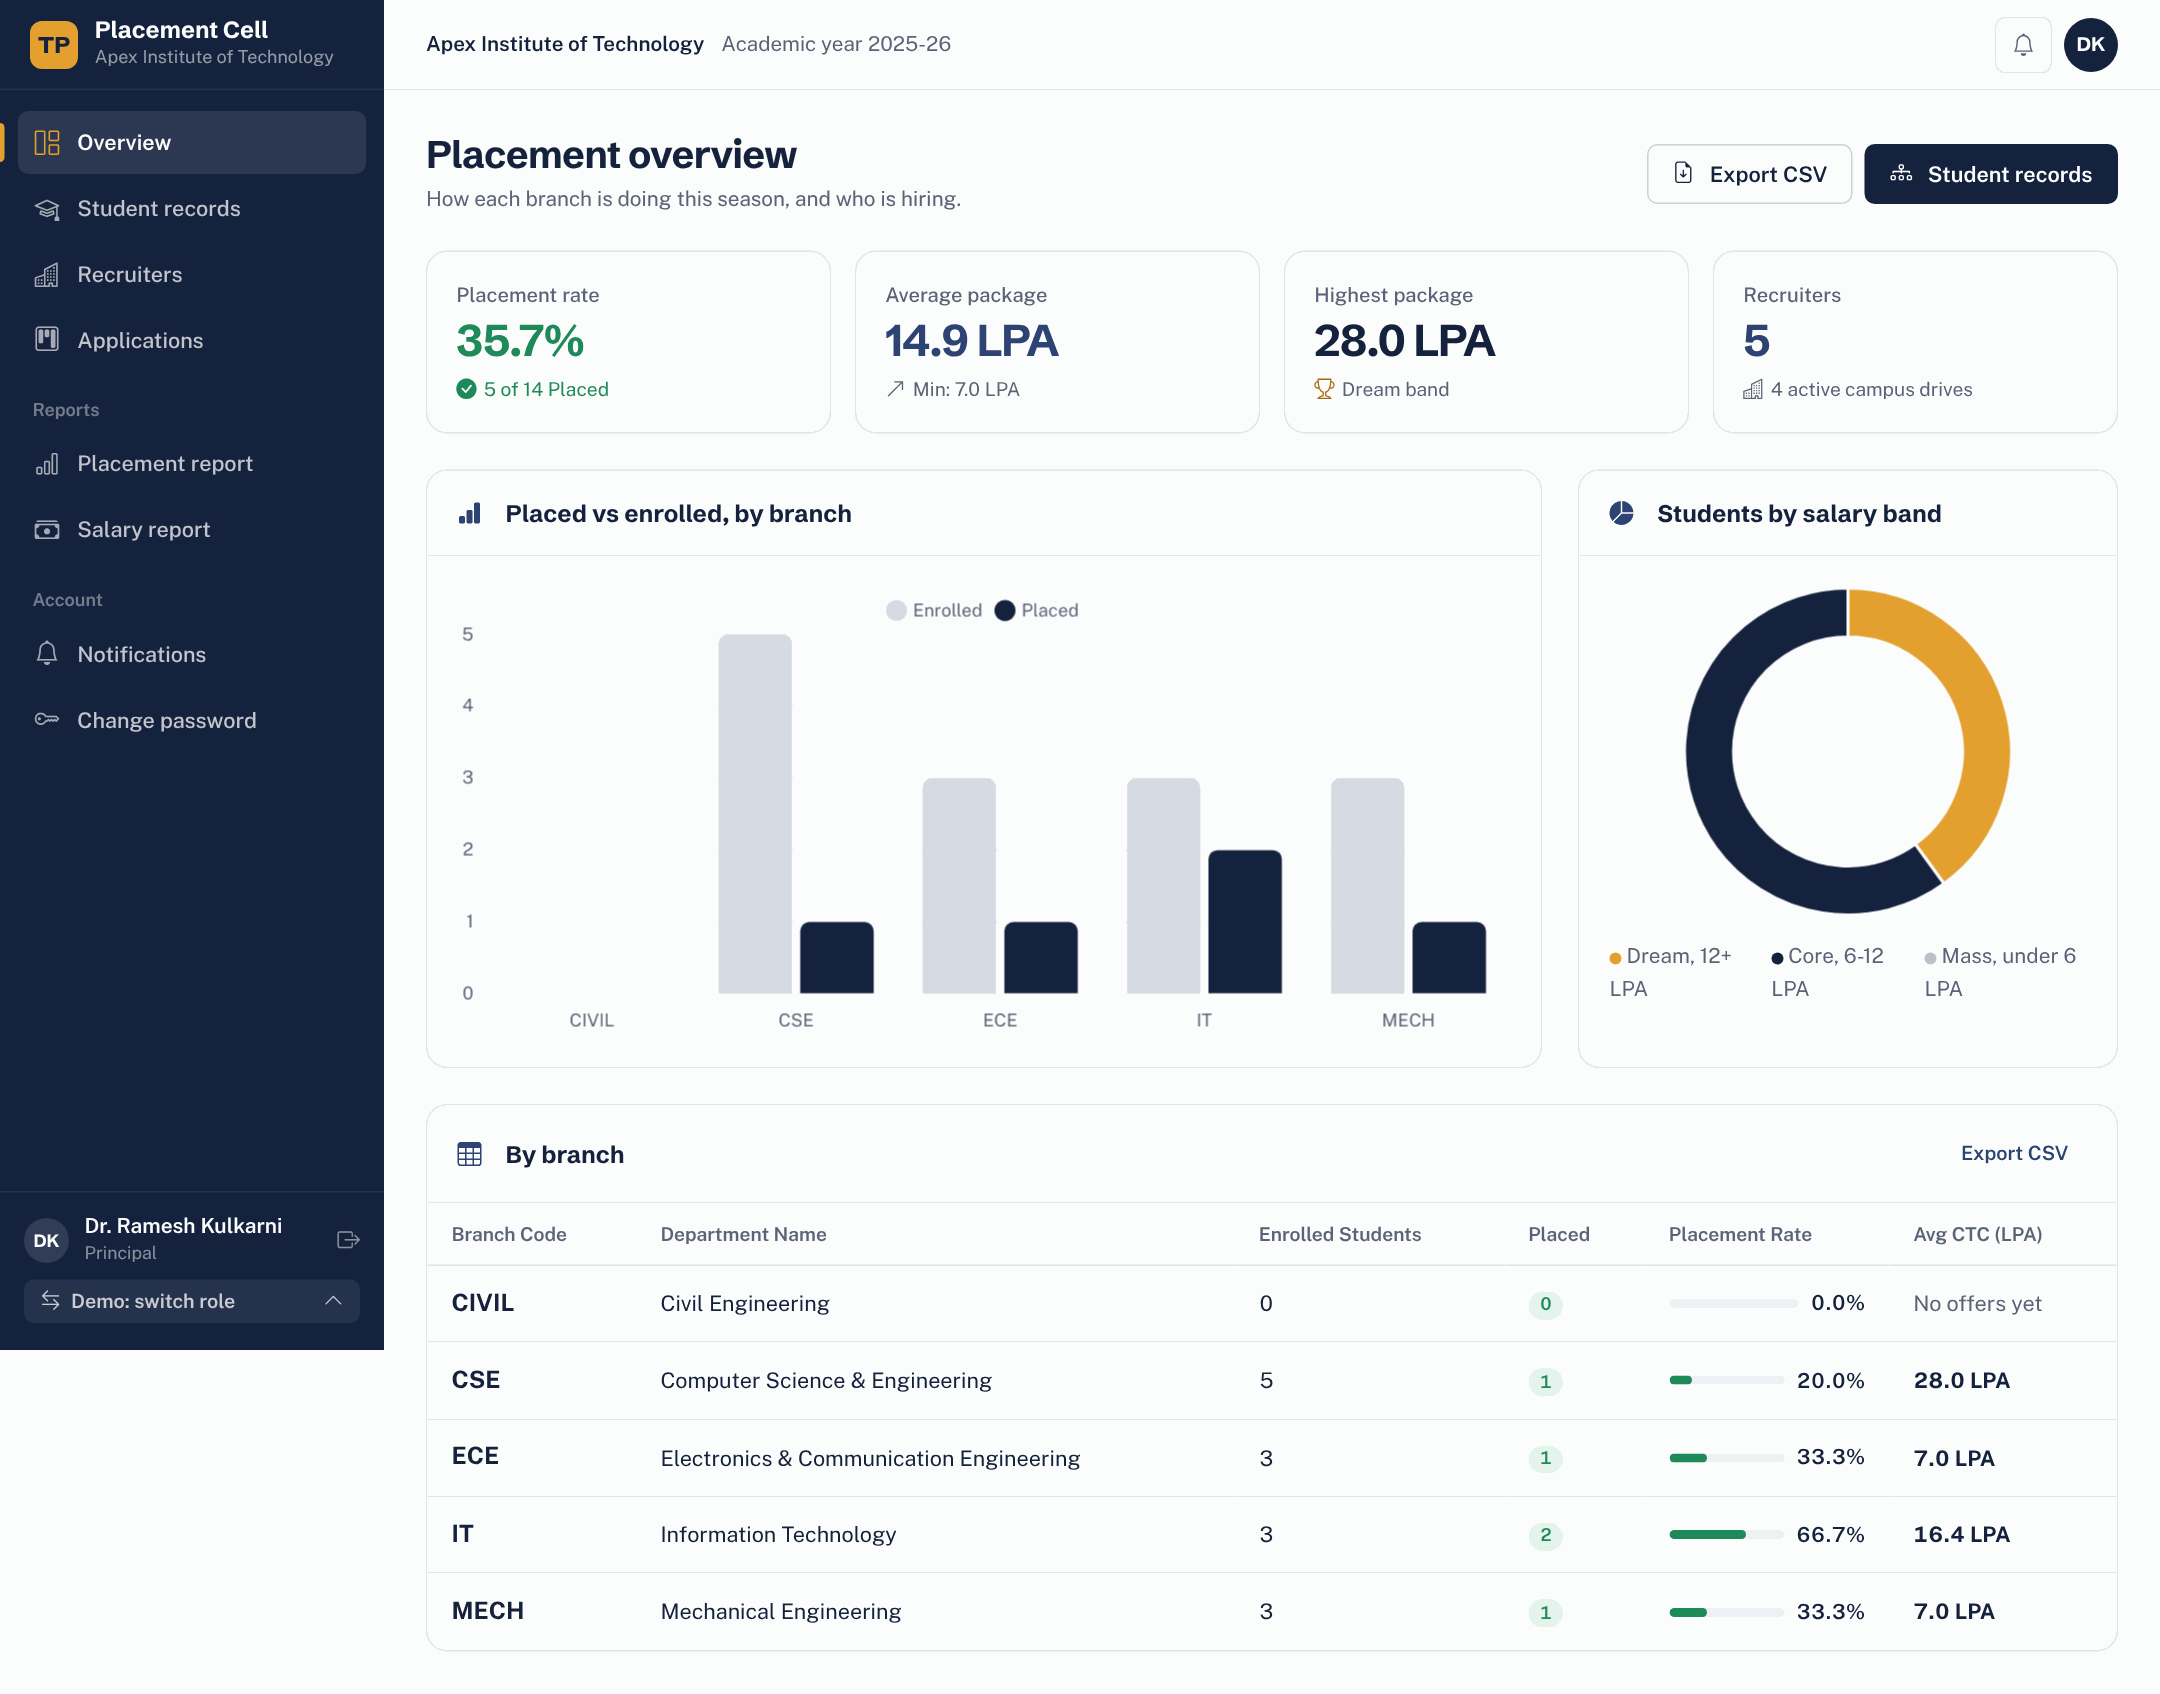 TP
Placement Cell
Apex Institute of Technology
Overview
Student records
Recruiters
Applications
Reports
Placement report
Salary report
Account
Notifications
Change password
DK
Dr. Ramesh Kulkarni
Principal
Demo: switch role
Apex Institute of Technology Academic year 2025-26
DK
Placement overview
How each branch is doing this season, and who is hiring.
Export CSV
Student records
Placement rate
35.7%
5 of 14 Placed
Average package
14.9 LPA
Min: 7.0 LPA
Highest package
28.0 LPA
Dream band
Recruiters
5
4 active campus drives
Placed vs enrolled, by branch
Enrolled Placed
5
4
3
2
1
0
CIVIL CSE ECE IT MECH
Students by salary band
Dream, 12+
LPA
Core, 6-12
LPA
Mass, under 6
LPA
By branch
Export CSV
Branch Code Department Name Enrolled Students Placed Placement Rate Avg CTC (LPA)
CIVIL Civil Engineering 0 0 0.0% No offers yet
CSE Computer Science & Engineering 5 1 20.0% 28.0 LPA
ECE Electronics & Communication Engineering 3 1 33.3% 7.0 LPA
IT Information Technology 3 2 66.7% 16.4 LPA
MECH Mechanical Engineering 3 1 33.3% 7.0 LPA